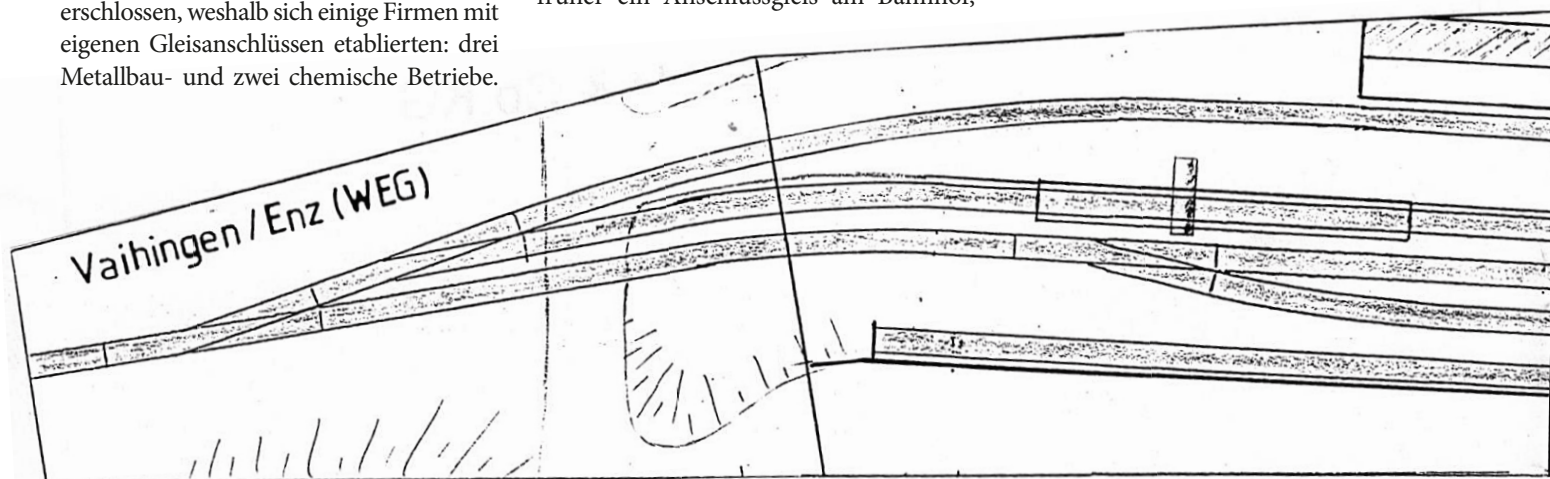 erschlossen, weshalb sich einige Firmen mit
eigenen Gleisanschlüssen etablierten: drei
Metallbau- und zwei chemische Betriebe.
früher ein Anschlussgleis am Bahnhof,
Vaihingen/Enz (WEG)